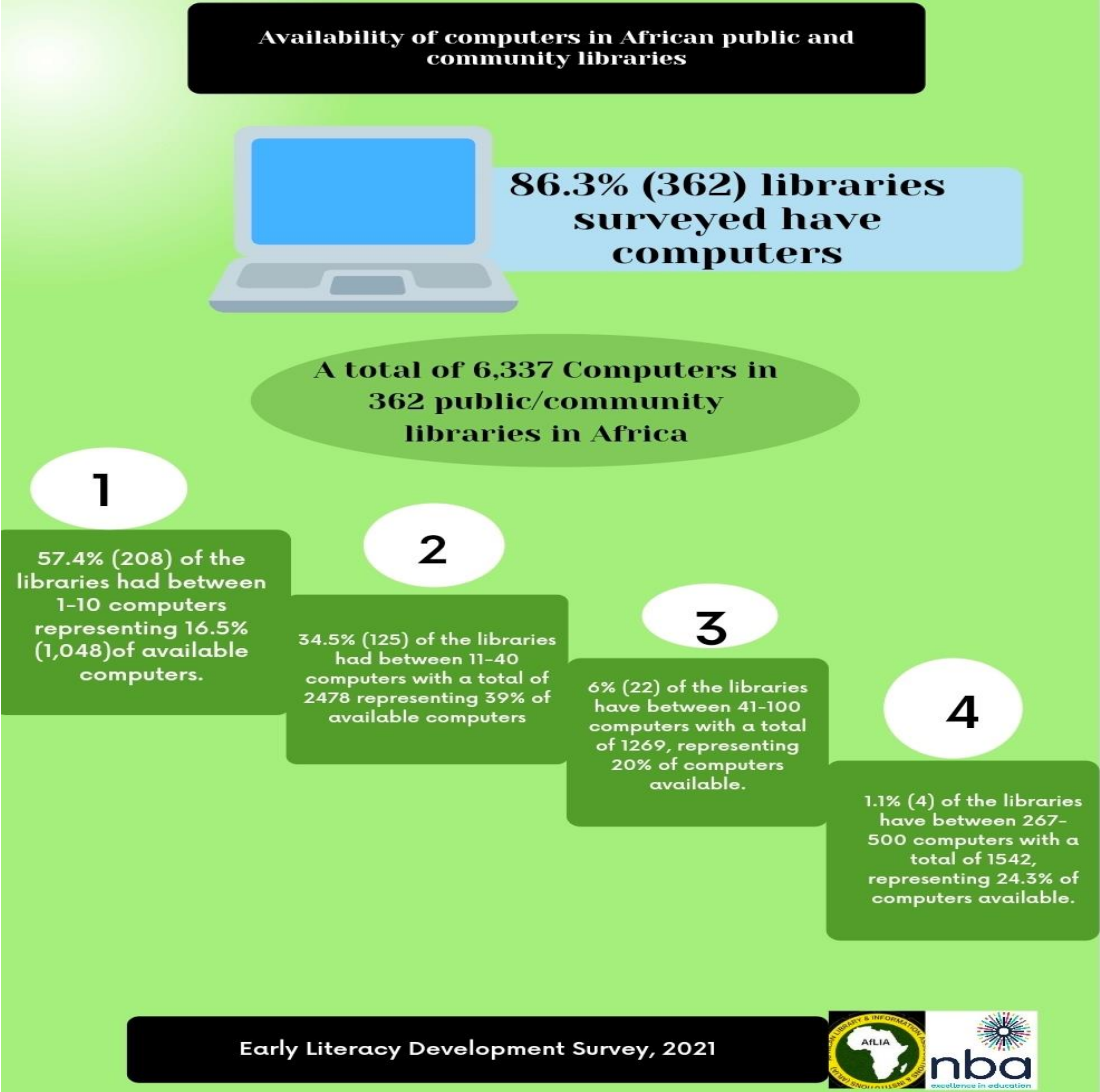 Availability of computers in African public and
community libraries
86.3% (362) libraries
surveyed have
computers
A total of 6,337 Computers in
362 public/community
libraries in Africa
1
57.4% (208) of the
libraries had between
1-10 computers
representing 16.5%
(1,048)of available
computers.
2
34.5% (125) of the libraries
had between 11-40
computers with a total of
2478 representing 39% of
available computers
3
6% (22) of the libraries
have between 41-100
computers with a total
of 1269, representing
20% of computers
available.
4
1.1% (4) of the libraries
have between 267-
500 computers with a
total of 1542,
representing 24.3% of
computers available.
Early Literacy Development Survey, 2021
AfLIA
nba
excellence in education